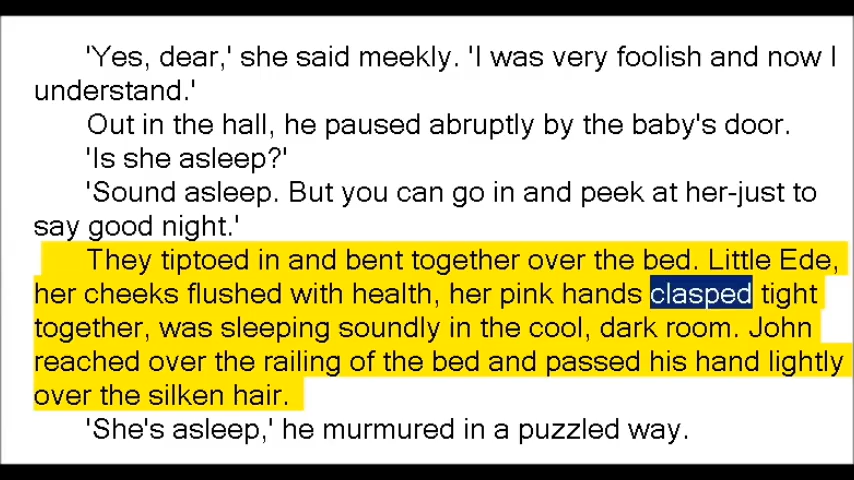 'Yes, dear,' she said meekly. 'I was very foolish and now I
understand.'
Out in the hall, he paused abruptly by the baby's door.
'Is she asleep?'
'Sound asleep. But you can go in and peek at her-just to
say good night.'
They tiptoed in and bent together over the bed. Little Ede,
her cheeks flushed with health, her pink hands clasped tight
together, was sleeping soundly in the cool, dark room. John
reached over the railing of the bed and passed his hand lightly
over the silken hair.
'She's asleep,' he murmured in a puzzled way.